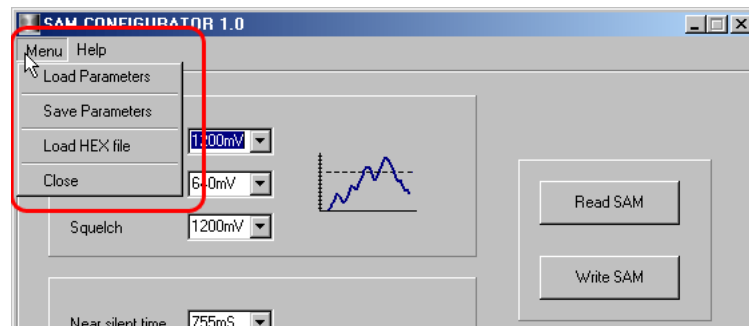 SAM CONFIGURATOR 1.0
Menu Help
Load Parameters
Save Parameters
Load HEX file
Close
1200mV
640mV
Squelch 1200mV
Read SAM
Write SAM
Near silent time 755mS